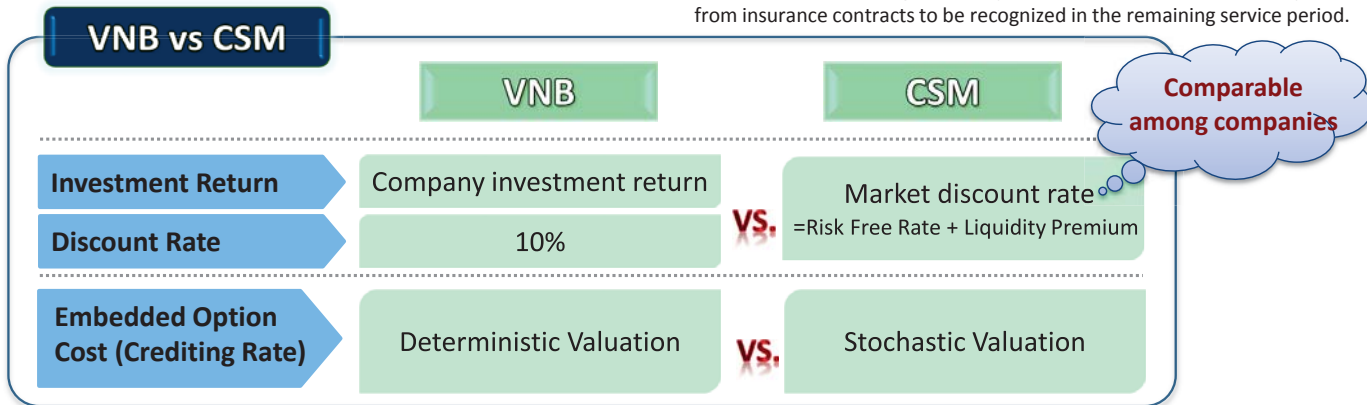 from insurance contracts to be recognized in the remaining service period.
VNB vs CSM
VNB
CSM
Comparable
among companies
Investment Return
Company investment return
Discount Rate
10%
VS.
Market discount rate
=Risk Free Rate + Liquidity Premium
Embedded Option
Cost (Crediting Rate)
Deterministic Valuation
VS.
Stochastic Valuation